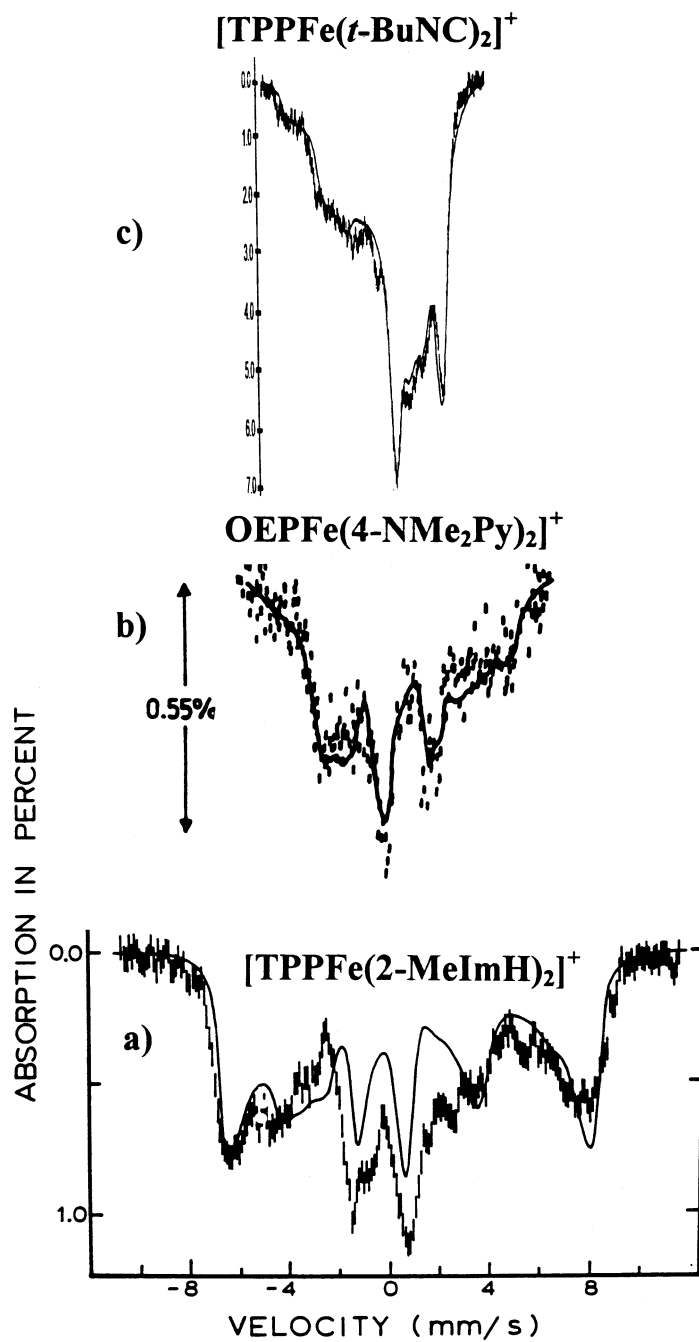 [TPPFe(t-BuNC)₂]⁺
0.0
1.0
2.0
c)
3.0
4.0
5.0
6.0
7.0
OEPFe(4-NMe₂Py)₂]⁺
b)
0.55%
ABSORPTION IN PERCENT
0.0
[TPPFe(2-MeImH)₂]⁺
a)
1.0
-8 -4 0 4 8
VELOCITY (mm/s)